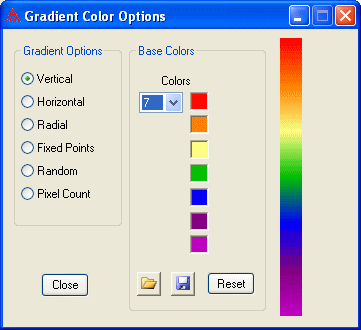 Gradient Color Options
Gradient Options
Vertical
Horizontal
Radial
Fixed Points
Random
Pixel Count
Close
Base Colors
Colors
7
Reset